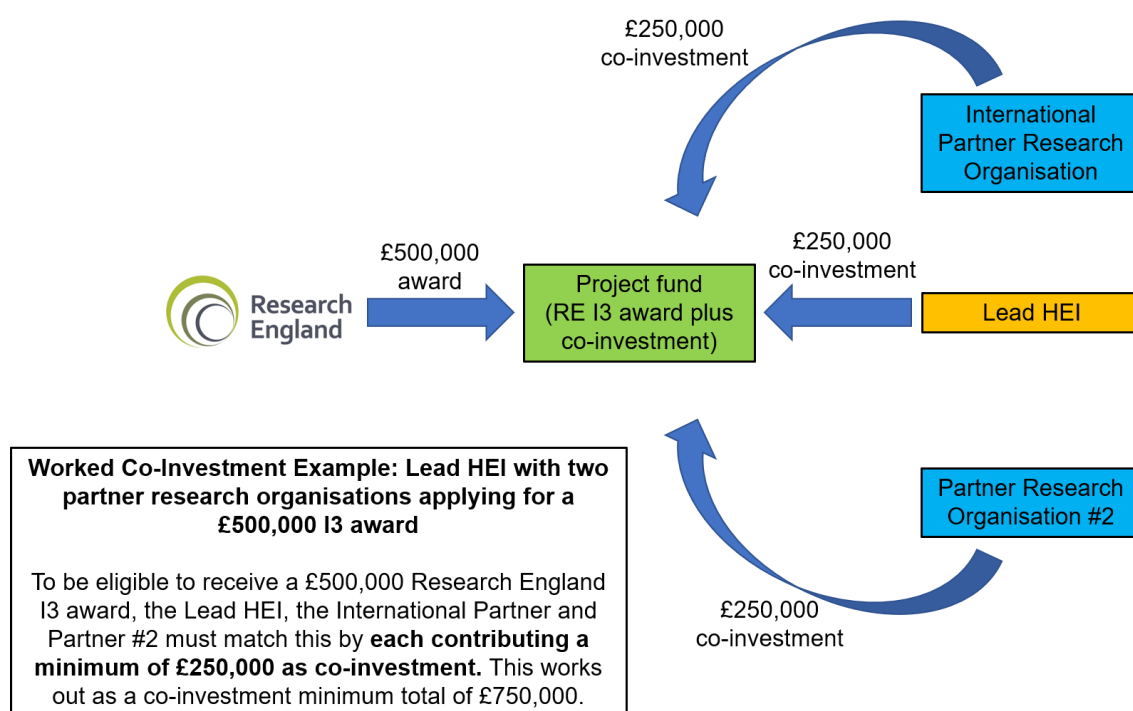 £250,000
co-investment
International
Partner Research
Organisation
£500,000
award
£250,000
co-investment
Research
England
Project fund
(RE I3 award plus
co-investment)
Lead HEI
Worked Co-Investment Example: Lead HEI with two
partner research organisations applying for a
£500,000 I3 award
To be eligible to receive a £500,000 Research England
I3 award, the Lead HEI, the International Partner and
Partner #2 must match this by each contributing a
minimum of £250,000 as co-investment. This works
out as a co-investment minimum total of £750,000.
Partner Research
Organisation #2
£250,000
co-investment